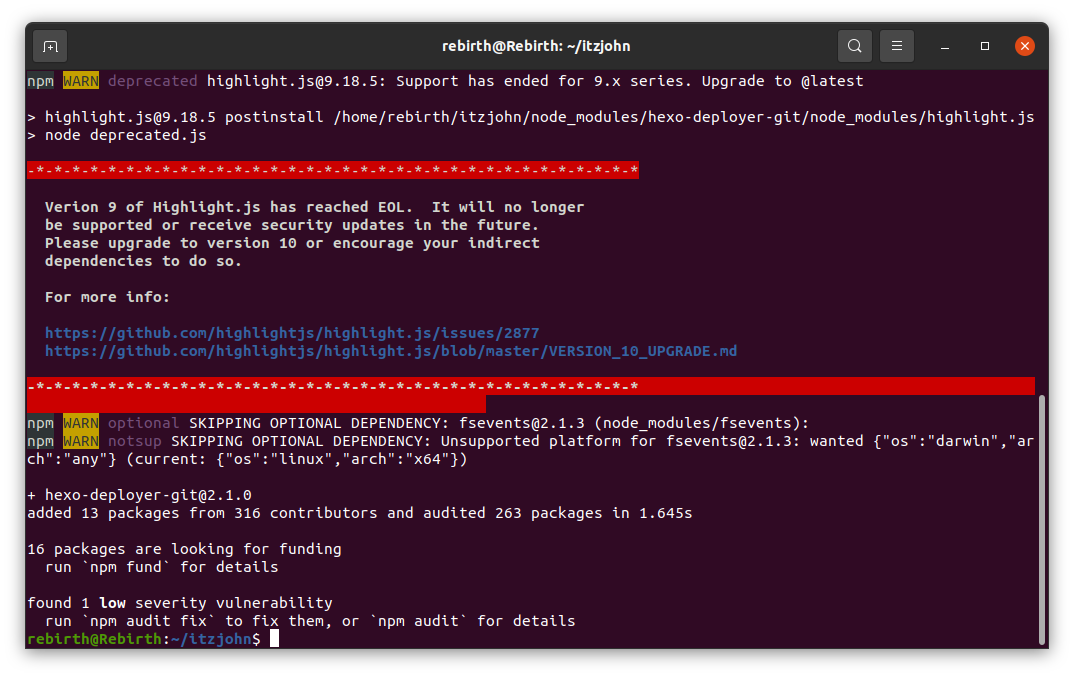 rebirth@Rebirth: ~/itzjohn
npm WARN deprecated highlight.js@9.18.5: Support has ended for 9.x series. Upgrade to @latest
> highlight.js@9.18.5 postinstall /home/rebirth/itzjohn/node_modules/hexo-deployer-git/node_modules/highlight.js
> node deprecated.js
-*-*-*-*-*-*-*-*-*-*-*-*-*-*-*-*-*-*-*-*-*-*-*-*-*-*-*-*-*-*-*-*-*-*
Verion 9 of Highlight.js has reached EOL.  It will no longer
be supported or receive security updates in the future.
Please upgrade to version 10 or encourage your indirect
dependencies to do so.
For more info:
https://github.com/highlightjs/highlight.js/issues/2877
https://github.com/highlightjs/highlight.js/blob/master/VERSION_10_UPGRADE.md
-*-*-*-*-*-*-*-*-*-*-*-*-*-*-*-*-*-*-*-*-*-*-*-*-*-*-*-*-*-*-*-*-*-*
npm WARN optional SKIPPING OPTIONAL DEPENDENCY: fsevents@2.1.3 (node_modules/fsevents):
npm WARN notsup SKIPPING OPTIONAL DEPENDENCY: Unsupported platform for fsevents@2.1.3: wanted {"os":"darwin","ar
ch":"any"} (current: {"os":"linux","arch":"x64"})
+ hexo-deployer-git@2.1.0
added 13 packages from 316 contributors and audited 263 packages in 1.645s
16 packages are looking for funding
run `npm fund` for details
found 1 low severity vulnerability
run `npm audit fix` to fix them, or `npm audit` for details
rebirth@Rebirth:~/itzjohn$